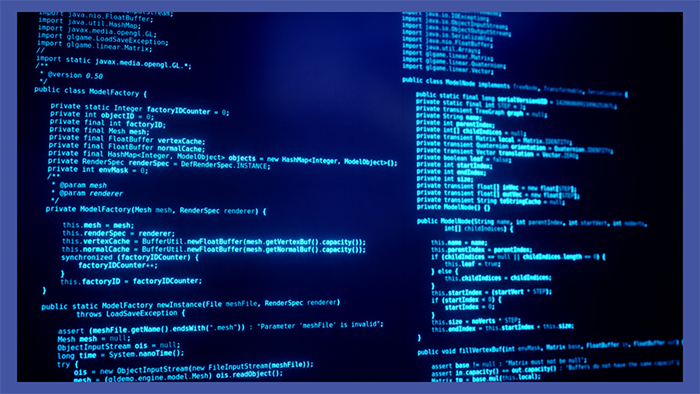 import java.nio.FloatBuffer;
import java.util.HashMap;
import javax.media.opengl.GL;
import glgame.LoadSaveException;
import glgame.linear.Matrix;
//
import static javax.media.opengl.GL.*;
/**
* @version 0.50
*/
public class ModelFactory {
private static Integer factoryIDCounter = 0;
private int objectID = 0;
private final int factoryID;
private final Mesh mesh;
private final FloatBuffer vertexCache;
private final FloatBuffer normalCache;
private final HashMap<Integer, ModelObject> objects = new HashMap<Integer, ModelObject>();
private RenderSpec renderSpec = DefRenderSpec.INSTANCE;
private int envMask = 0;
/**
* @param mesh
* @param renderer
*/
private ModelFactory(Mesh mesh, RenderSpec renderer) {
this.mesh = mesh;
this.renderSpec = renderer;
this.vertexCache = BufferUtil.newFloatBuffer(mesh.getVertexBuf().capacity());
this.normalCache = BufferUtil.newFloatBuffer(mesh.getNormalBuf().capacity());
synchronized (factoryIDCounter) {
factoryIDCounter++;
}
this.factoryID = factoryIDCounter;
}
public static ModelFactory newInstance(File meshFile, RenderSpec renderer)
throws LoadSaveException {
assert (meshFile.getName().endsWith(".mesh")) : "Parameter 'meshFile' is invalid";
Mesh mesh = null;
ObjectInputStream ois = null;
long time = System.nanoTime();
try {
ois = new ObjectInputStream(new FileInputStream(meshFile));
mesh = (gldemo.engine.model.Mesh) ois.readObject();
import java.io.IOException;
import java.io.ObjectInputStream;
import java.io.ObjectOutputStream;
import java.io.Serializable;
import java.nio.FloatBuffer;
import java.util.Arrays;
import glgame.linear.Matrix;
import glgame.linear.Quaternion;
import glgame.linear.Vector;
public class ModelNode implements TreeNode, Transformable, Serializable {
public static final long serialVersionUID =
private static final int STEP = 3;
private transient TreeGraph graph = null;
private String name;
private int parentIndex;
private int[] childIndices = null;
private transient Matrix local = Matrix.IDENTITY;
private transient Quaternion orientation = Quaternion.IDENTITY;
private transient Vector translation = Vector.ZERO;
private boolean leaf = false;
private int startIndex;
private int endIndex;
private int size;
private transient float[] inVec = new float[STEP];
private transient float[] outVec = new float[STEP];
private transient String toStringCache = null;
private ModelNode() {}
public ModelNode(String name, int parentIndex, int startVert, int noVerts,
int[] childIndices) {
this.name = name;
this.parentIndex = parentIndex;
if (childIndices == null || childIndices.length == 0) {
this.leaf = true;
} else {
this.childIndices = childIndices;
}
this.startIndex = (startVert * STEP);
if (startIndex < 0) {
startIndex = 0;
}
this.size = noVerts * STEP;
this.endIndex = this.startIndex + this.size;
}
public void fillVertexBuf(int envMask, Matrix base, FloatBuffer in, FloatBuffer out)
assert base != null : "Matrix must not be null";
assert in.capacity() == out.capacity() : "Buffers do not have the same capacity"
Matrix tm = base.mul(this.local);